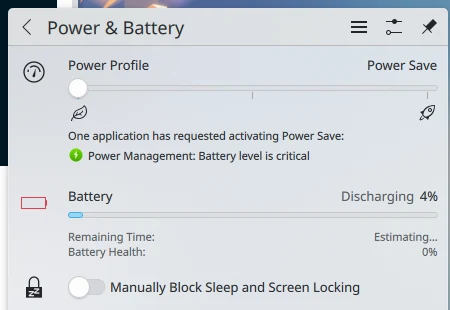 Power & Battery
Power Profile Power Save
One application has requested activating Power Save:
Power Management: Battery level is critical
Battery Discharging 4%
Remaining Time: Estimating...
Battery Health: 0%
Manually Block Sleep and Screen Locking